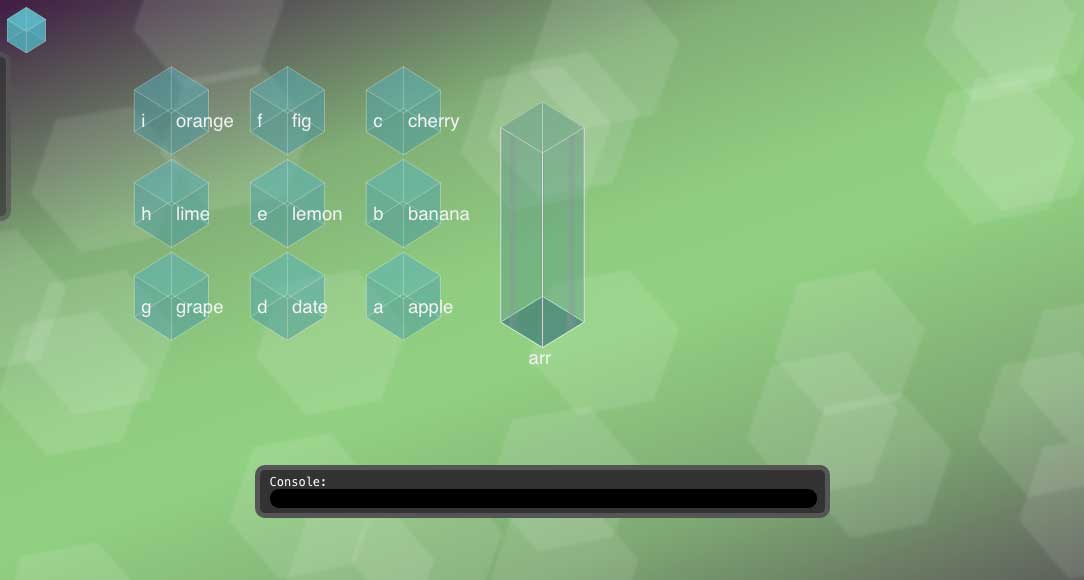 i orange f fig c cherry
h lime e lemon b banana
g grape d date a apple
arr
Console: